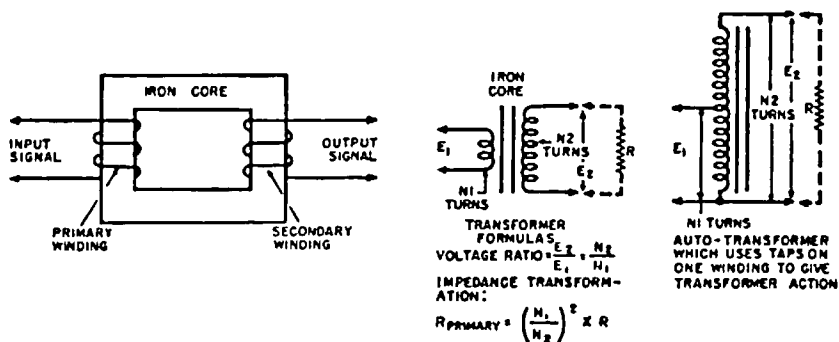 IRON CORE
INPUT
SIGNAL
OUTPUT
SIGNAL
PRIMARY
WINDING
SECONDARY
WINDING
IRON
CORE
E1
N1
TURNS
N2
TURNS
E2
R
TRANSFORMER
FORMULAS
VOLTAGE RATIO = E2/E1 = N2/N1
IMPEDANCE TRANSFORM-
ATION:
RPRIMARY = (N1/N2)² X R
E1
N2
TURNS
E2
R
N1 TURNS
AUTO-TRANSFORMER
WHICH USES TAPS ON
ONE WINDING TO GIVE
TRANSFORMER ACTION